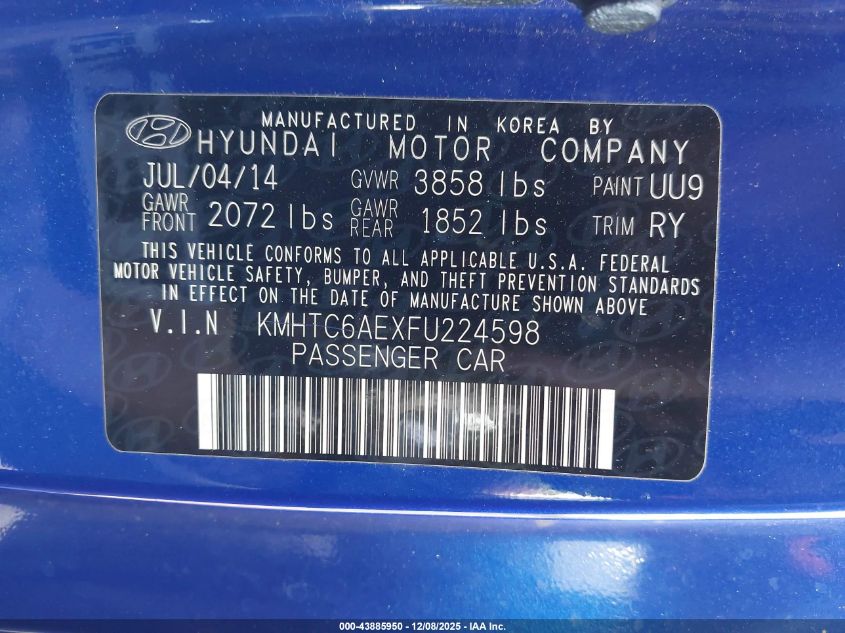 MANUFACTURED IN KOREA BY
HYUNDAI MOTOR COMPANY
JUL/04/14 GVWR 3858 lbs PAINT UU9
GAWR FRONT 2072 lbs GAWR REAR 1852 lbs TRIM RY
THIS VEHICLE CONFORMS TO ALL APPLICABLE U.S.A. FEDERAL
MOTOR VEHICLE SAFETY, BUMPER, AND THEFT PREVENTION STANDARDS
IN EFFECT ON THE DATE OF MANUFACTURE SHOWN ABOVE
V.I.N KMHTC6AEXFU224598
PASSENGER CAR
000-43885950 - 12/08/2025 - IAA Inc.